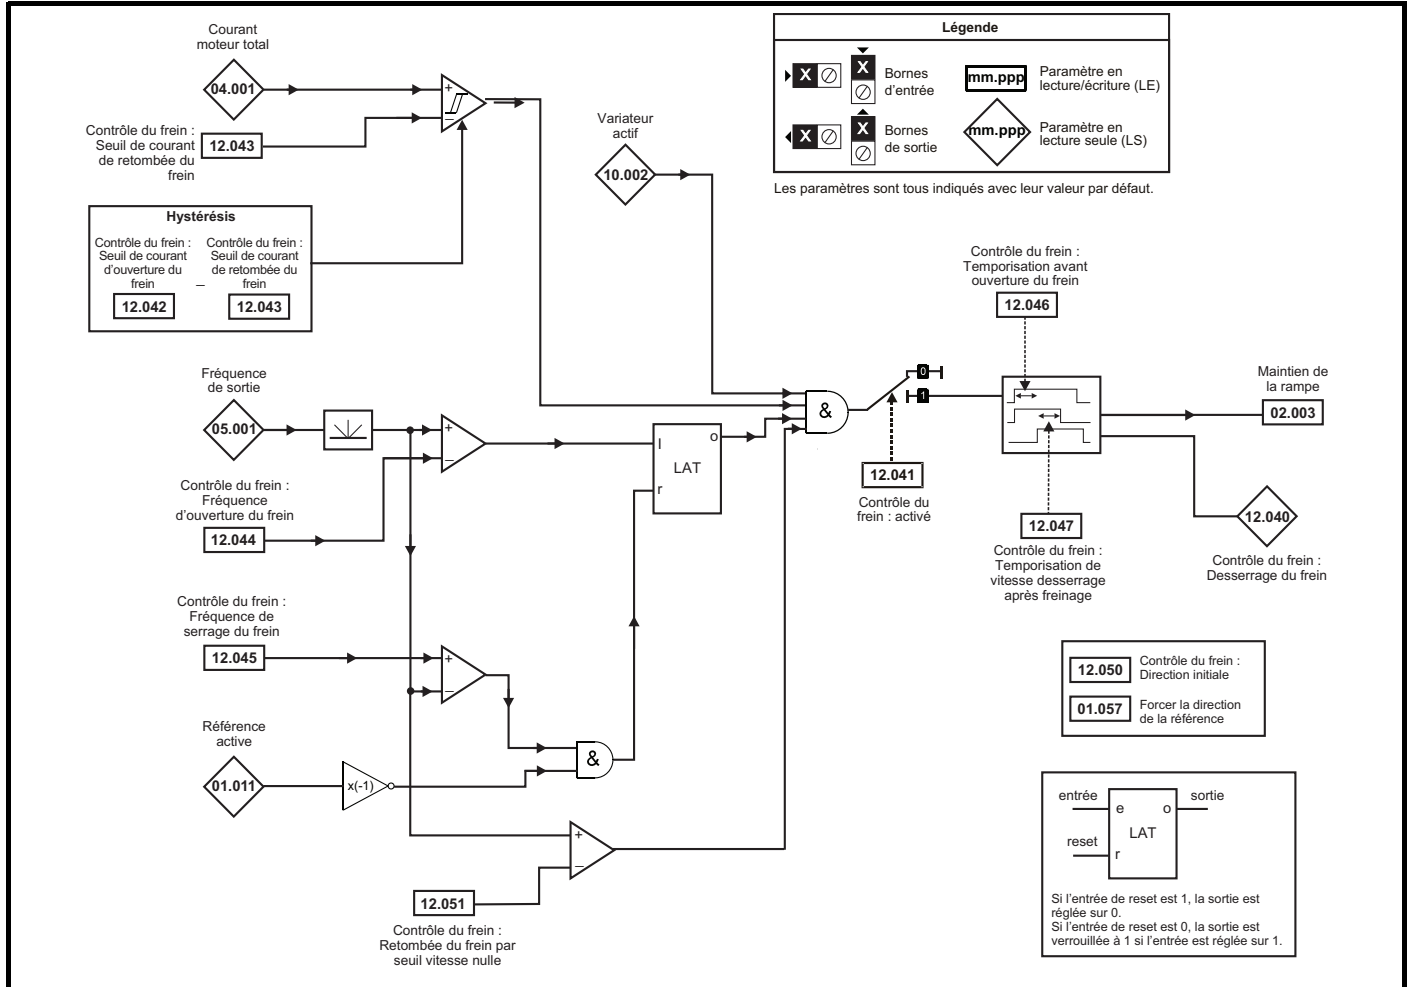 Courant
moteur total
04.001
+
–
Contrôle du frein :
Seuil de courant
de retombée du
frein
12.043
Hystérésis
Contrôle du frein :
Seuil de courant
d'ouverture du
frein
12.042
–
Contrôle du frein :
Seuil de courant
de retombée du
frein
12.043
Variateur
actif
10.002
Légende
X
X
Bornes
d'entrée
mm.ppp
Paramètre en
lecture/écriture (LE)
X
X
Bornes
de sortie
mm.ppp
Paramètre en
lecture seule (LS)
Les paramètres sont tous indiqués avec leur valeur par défaut.
Fréquence
de sortie
05.001
+
–
Contrôle du frein :
Fréquence
d'ouverture du frein
12.044
I
o
LAT
r
&
0
1
12.041
Contrôle du
frein : activé
Contrôle du frein :
Temporisation avant
ouverture du frein
12.046
12.047
Contrôle du frein :
Temporisation de
vitesse desserrage
après freinage
Maintien de
la rampe
02.003
12.040
Contrôle du frein :
Desserrage du frein
Contrôle du frein :
Fréquence de
serrage du frein
12.045
+
–
Référence
active
01.011
x(-1)
&
+
–
12.051
Contrôle du frein :
Retombée du frein par
seuil vitesse nulle
12.050
Contrôle du frein :
Direction initiale
01.057
Forcer la direction
de la référence
entrée
e
o
sortie
LAT
reset
r
Si l'entrée de reset est 1, la sortie est
réglée sur 0.
Si l'entrée de reset est 0, la sortie est
verrouillée à 1 si l'entrée est réglée sur 1.